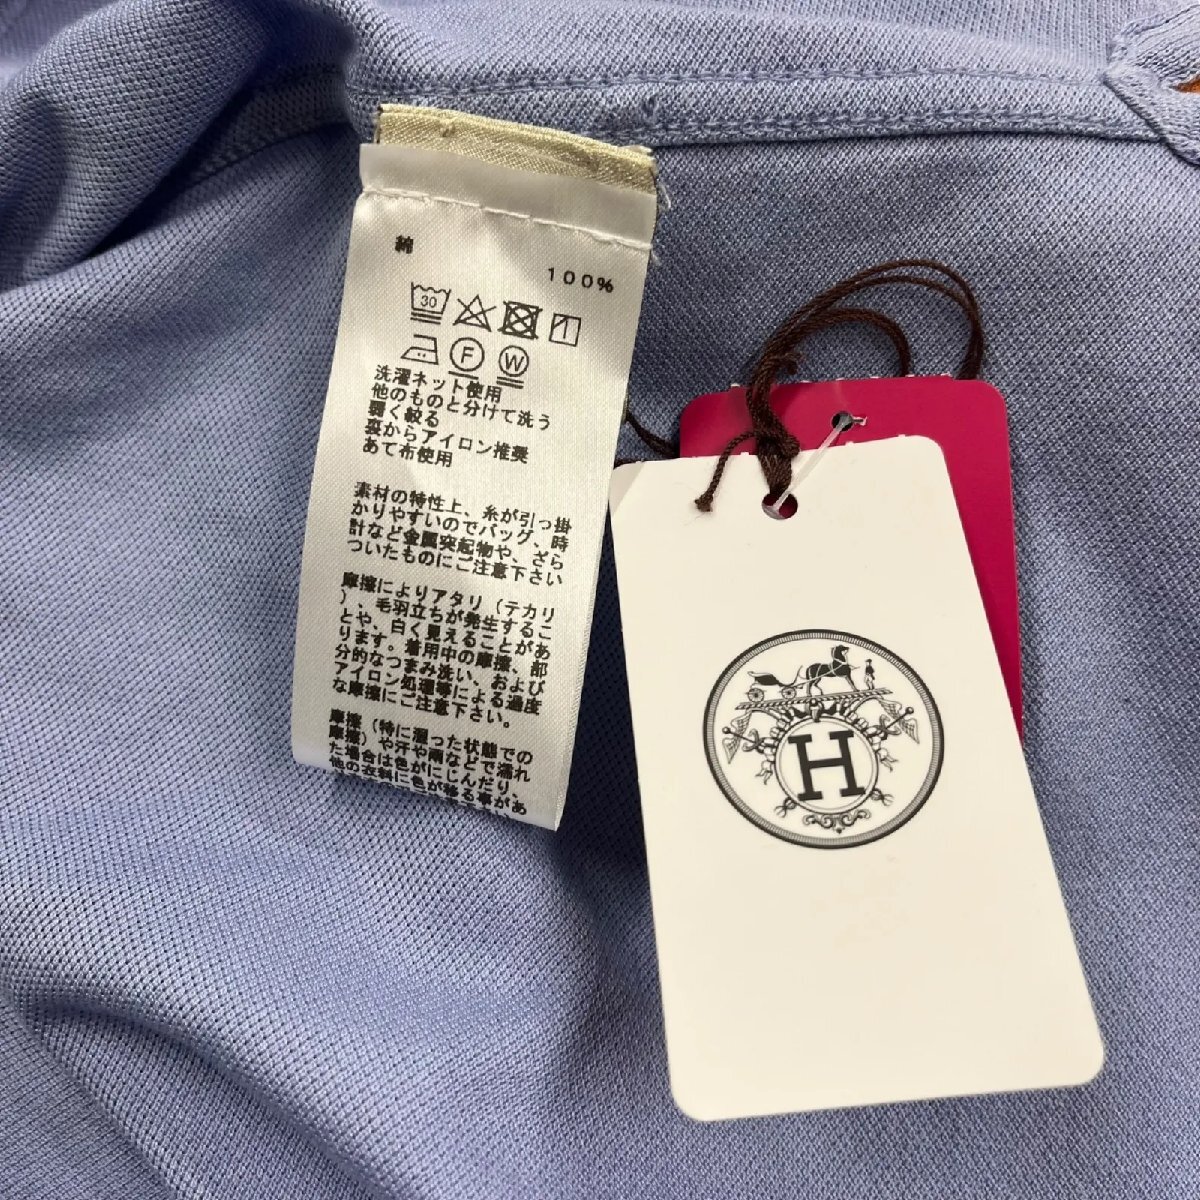 綿
100%
30
F W
洗濯ネット使用
他のものと分けて洗う
弱く絞る
裏からアイロン推奨
あて布使用
素材の特性上、糸が引っ掛
かりやすいのでバッグ、時
計など金属突起物や、ざら
ついたものにご注意下さい
摩擦によりアタリ（テカリ
）、毛羽立ちが発生するこ
とや、白く見えることがあ
ります。着用中の摩擦、部
分的なつまみ洗い、および
アイロン処理等による過度
な摩擦にご注意下さい。
摩擦（特に湿った状態での
摩擦）や汗や雨などで濡れ
た場合は色がにじんだり、
他の衣料に色が移る事があ
H